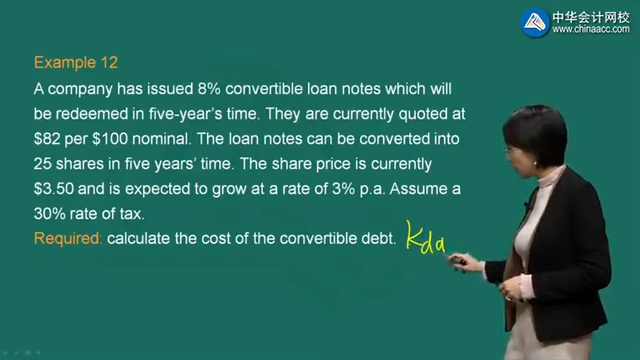 中华会计网校
www.chinaacc.com
Example 12
A company has issued 8% convertible loan notes which will
be redeemed in five-year's time. They are currently quoted at
$82 per $100 nominal. The loan notes can be converted into
25 shares in five years' time. The share price is currently
$3.50 and is expected to grow at a rate of 3% p.a. Assume a
30% rate of tax.
Required: calculate the cost of the convertible debt. Kda